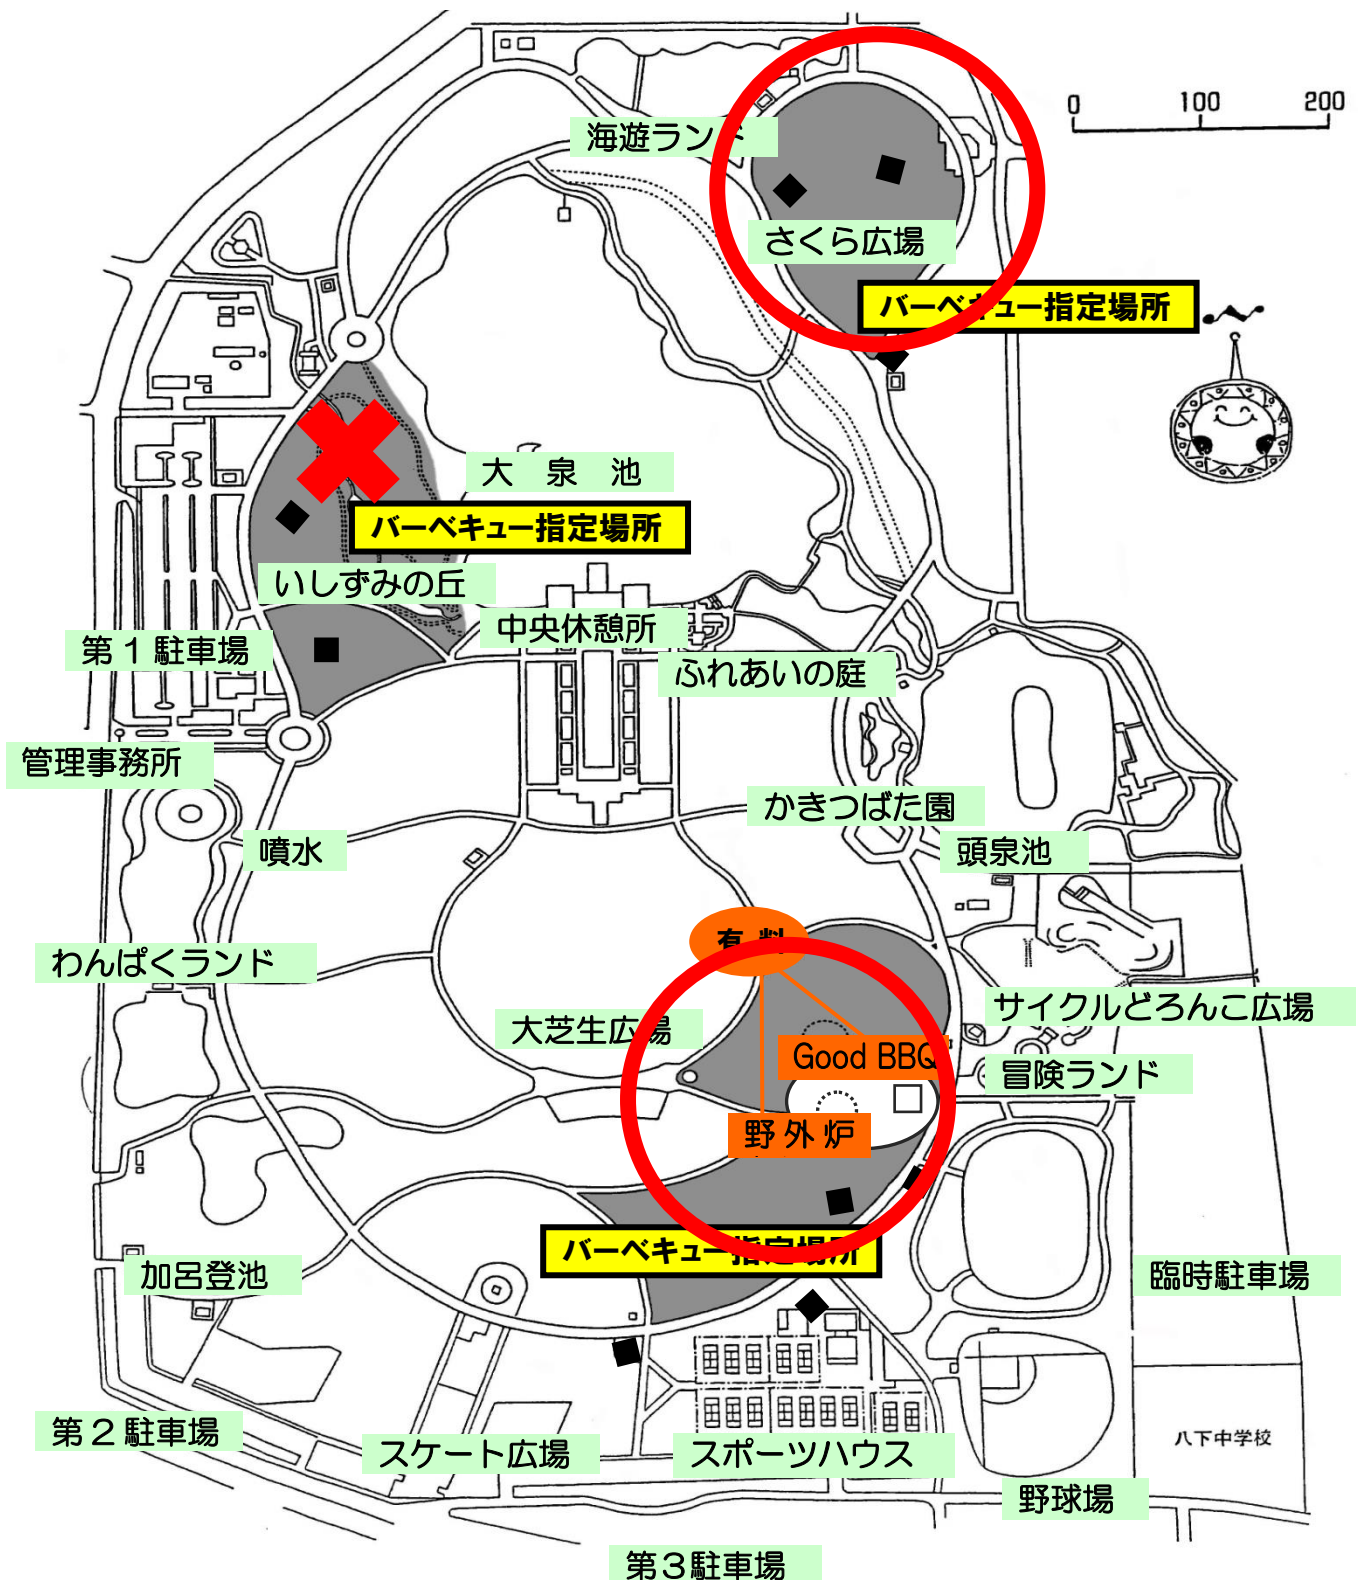 0 100 200
海遊ランド
さくら広場
バーベキュー指定場所
大泉池
バーベキュー指定場所
いしずみの丘
中央休憩所
第1駐車場
ふれあいの庭
管理事務所
かきつばた園
噴水
頭泉池
有料
わんぱくランド
サイクルどろんこ広場
大芝生広場
Good BBQ
冒険ランド
野外炉
バーベキュー指定場所
加呂登池
臨時駐車場
第2駐車場
スケート広場
スポーツハウス
八下中学校
野球場
第3駐車場